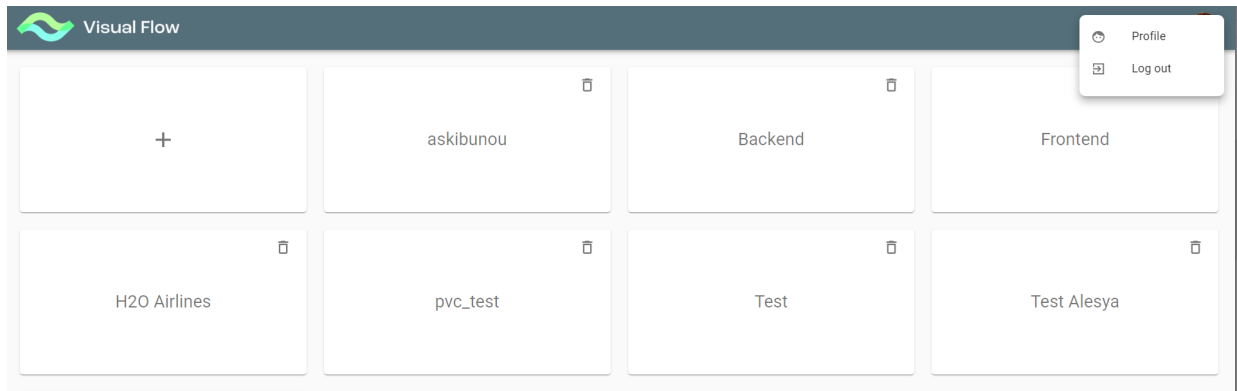 Visual Flow
Profile
Log out
+
askibunou
Backend
Frontend
H2O Airlines
pvc_test
Test
Test Alesya